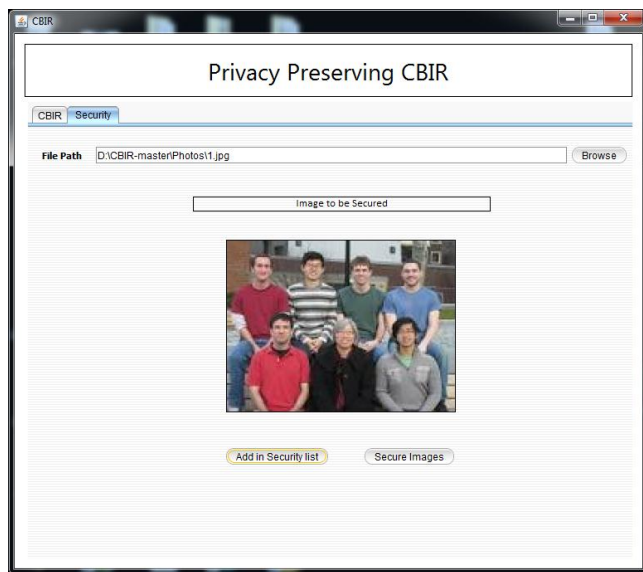 CBIR
Privacy Preserving CBIR
CBIR Security
File Path D:\CBIR-master\Photos\1.jpg Browse
Image to be Secured
Add in Security list Secure Images